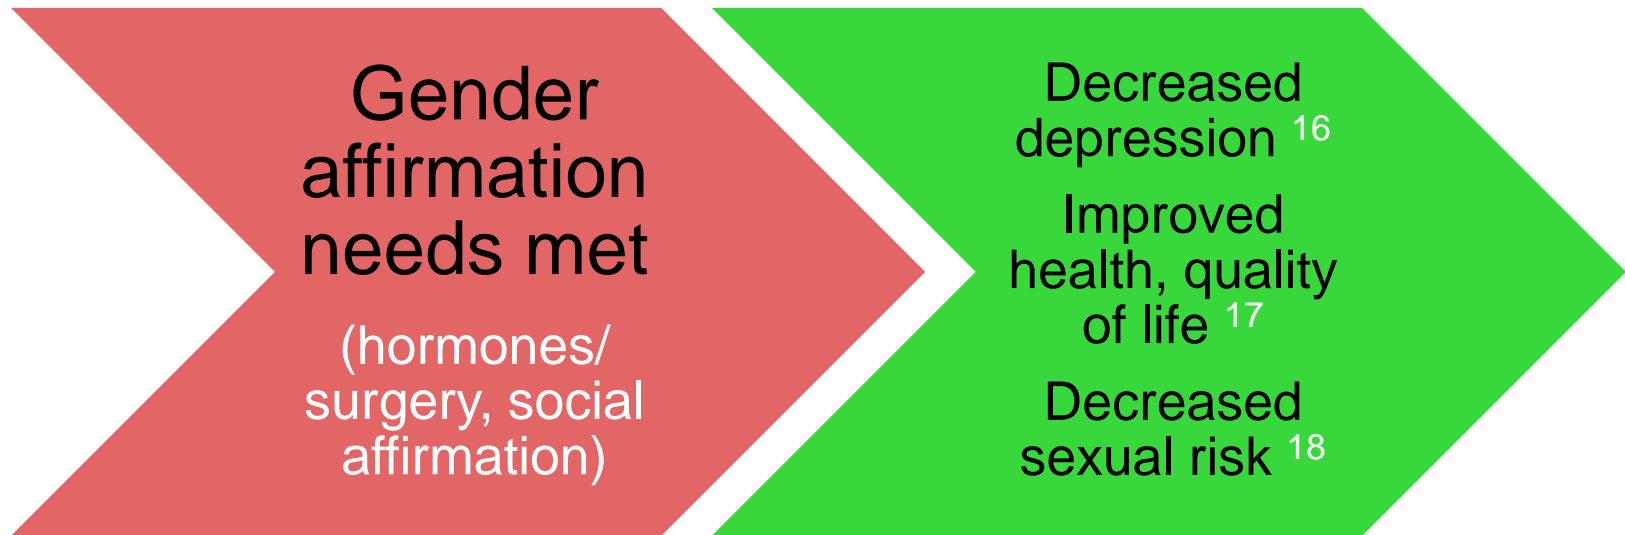 Gender
affirmation
needs met
(hormones/
surgery, social
affirmation)
Decreased
depression 16
Improved
health, quality
of life 17
Decreased
sexual risk 18